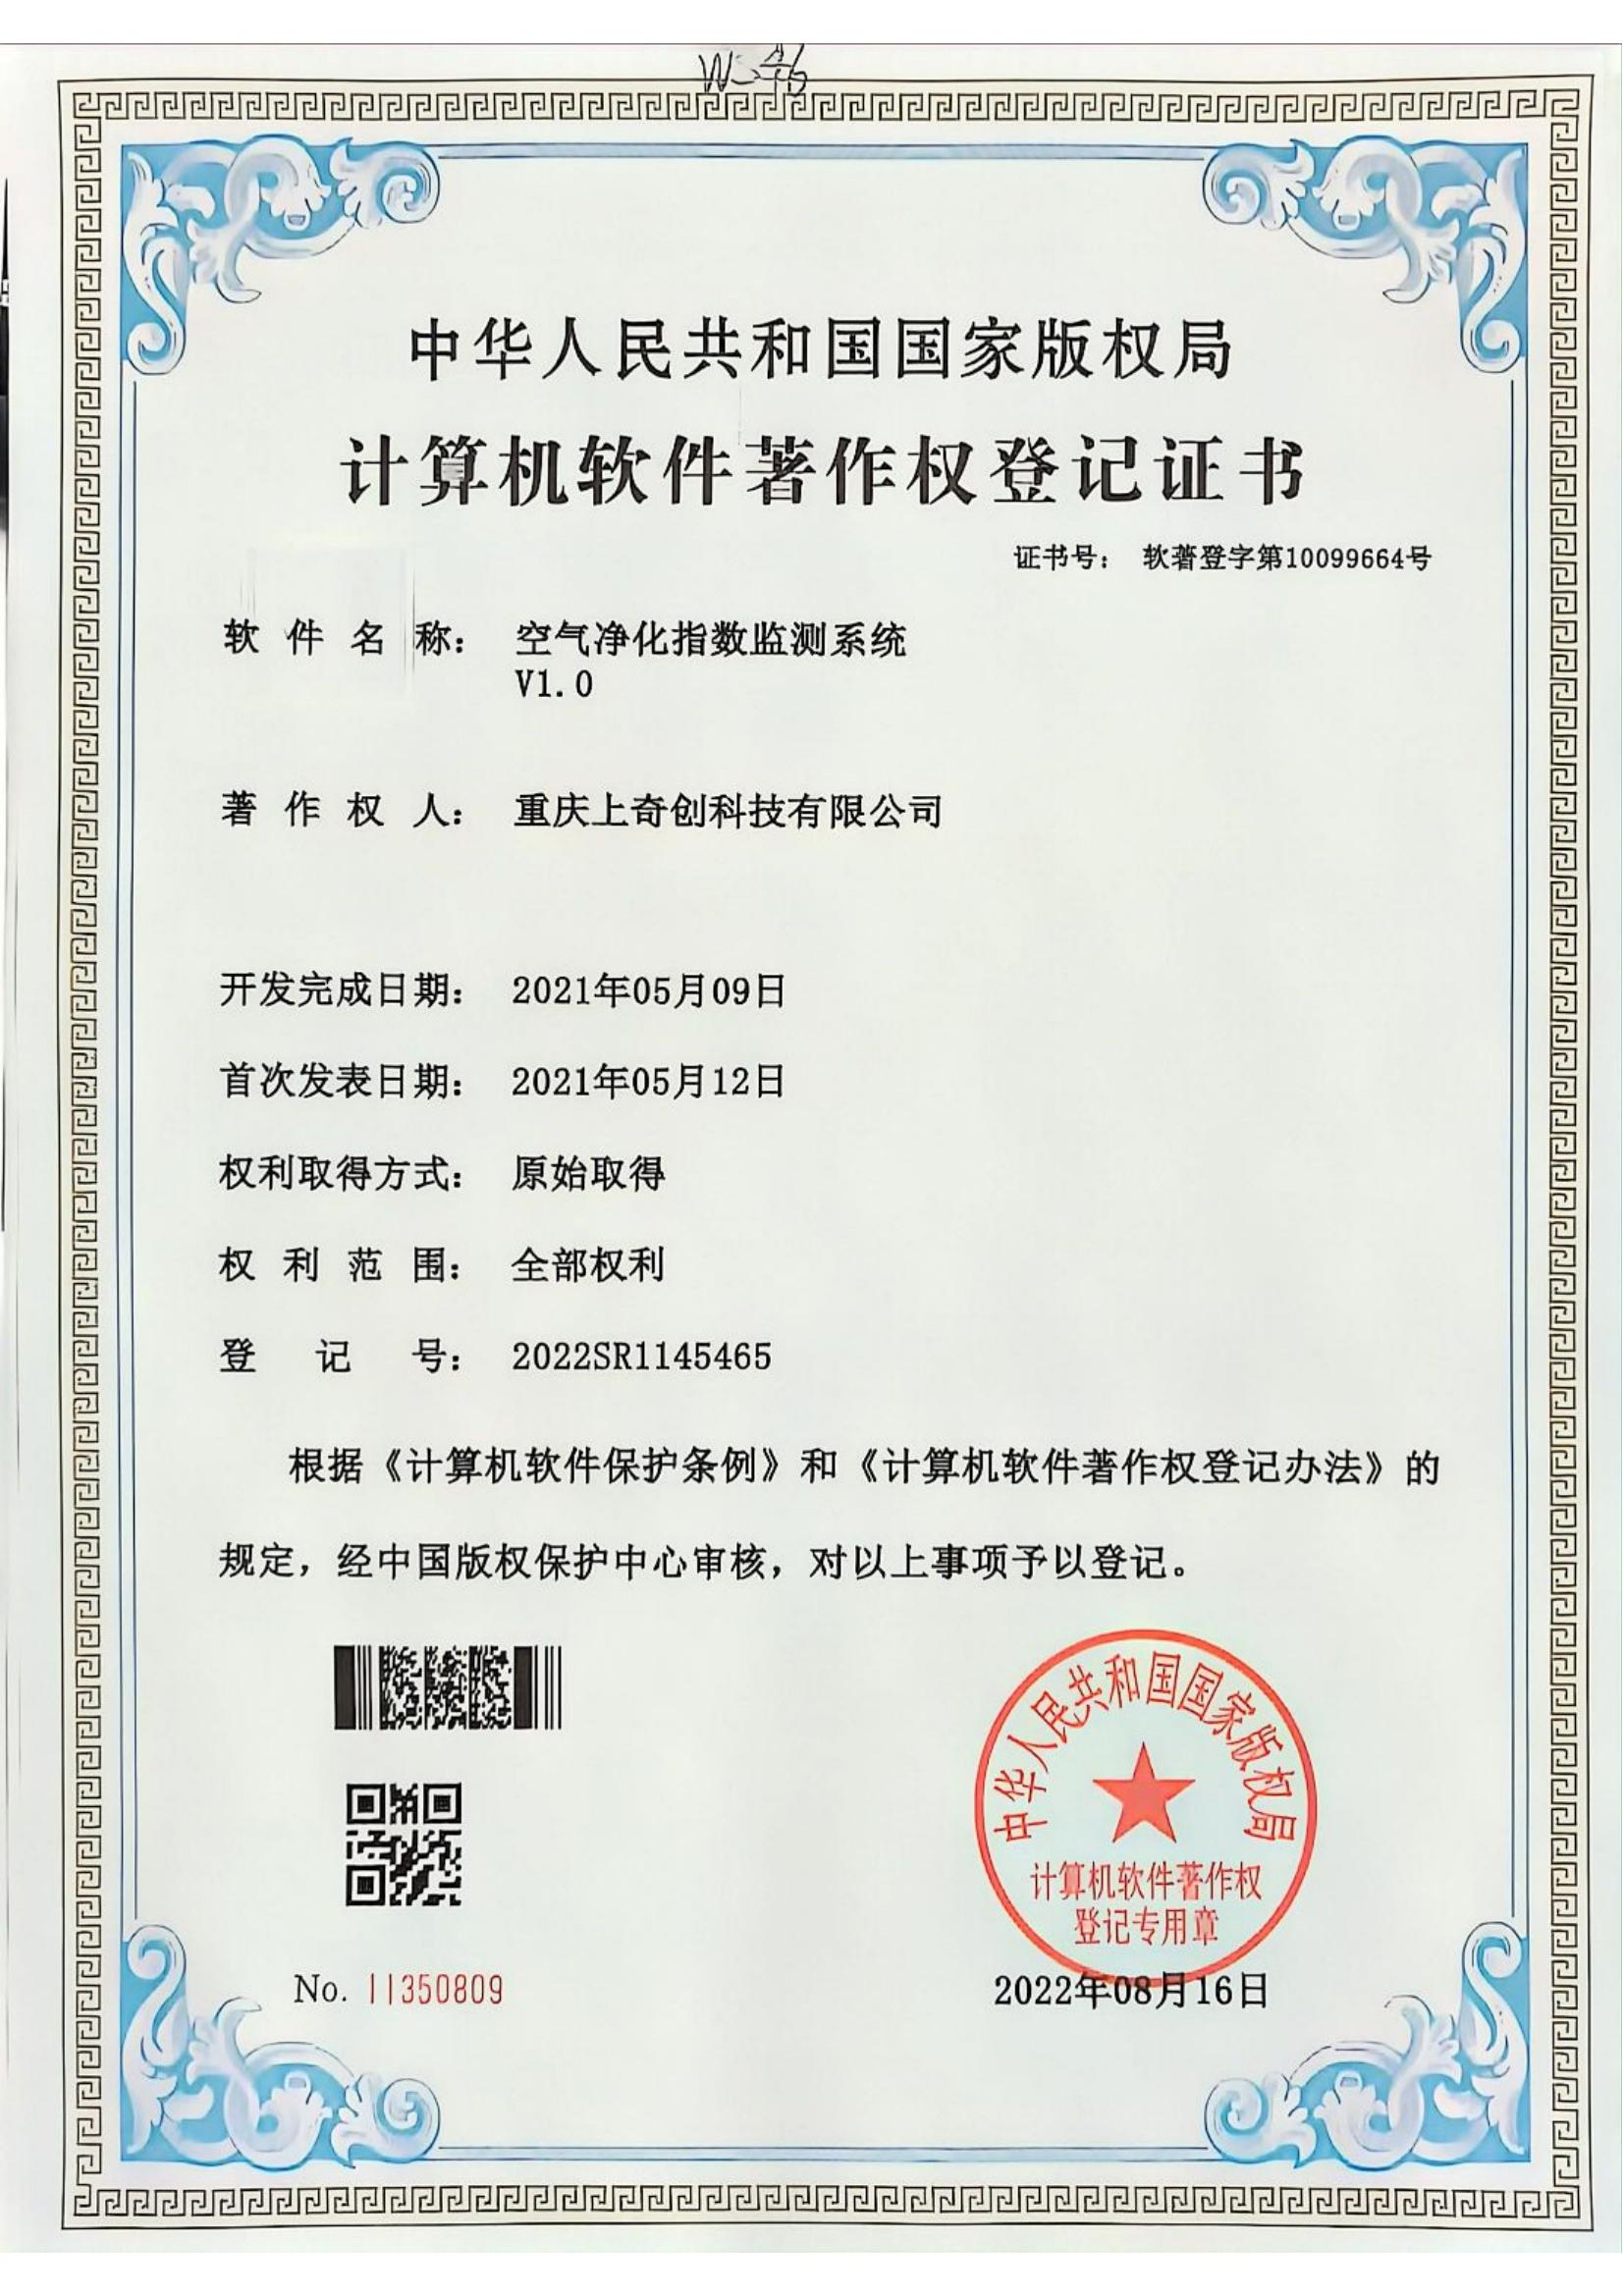 中华人民共和国国家版权局
计算机软件著作权登记证书
证书号： 软著登字第10099664号
软件名称： 空气净化指数监测系统
V1.0
著作权人： 重庆上奇创科技有限公司
开发完成日期： 2021年05月09日
首次发表日期： 2021年05月12日
权利取得方式： 原始取得
权利范围： 全部权利
登记号： 2022SR1145465
根据《计算机软件保护条例》和《计算机软件著作权登记办法》的
规定，经中国版权保护中心审核，对以上事项予以登记。
中华人民共和国国家版权局
计算机软件著作权
登记专用章
No. 11350809
2022年08月16日